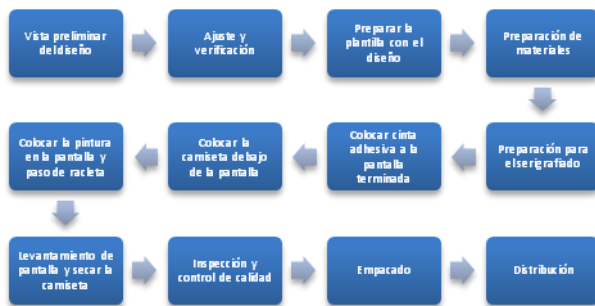 Vista preliminar
del diseño
Ajuste y
verificación
Preparar la
plantilla con el
diseño
Preparación de
materiales
Preparación para
el serigrafiado
Colocar cinta
adhesiva a la
pantalla
terminada
Colocar la
camiseta debajo
de la pantalla
Colocar la pintura
en la pantalla y
paso de racleta
Levantamiento de
pantalla y secar la
camiseta
Inspección y
control de calidad
Empacado
Distribución